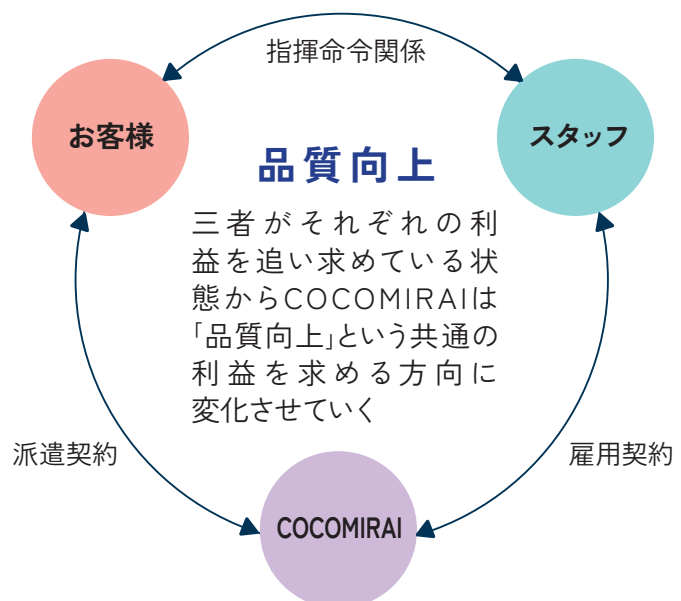 指揮命令関係
お客様
スタッフ
品質向上
三者がそれぞれの利
益を追い求めている状
態からCOCOMIRAIは
「品質向上」という共通の
利益を求める方向に
変化させていく
派遣契約
雇用契約
COCOMIRAI